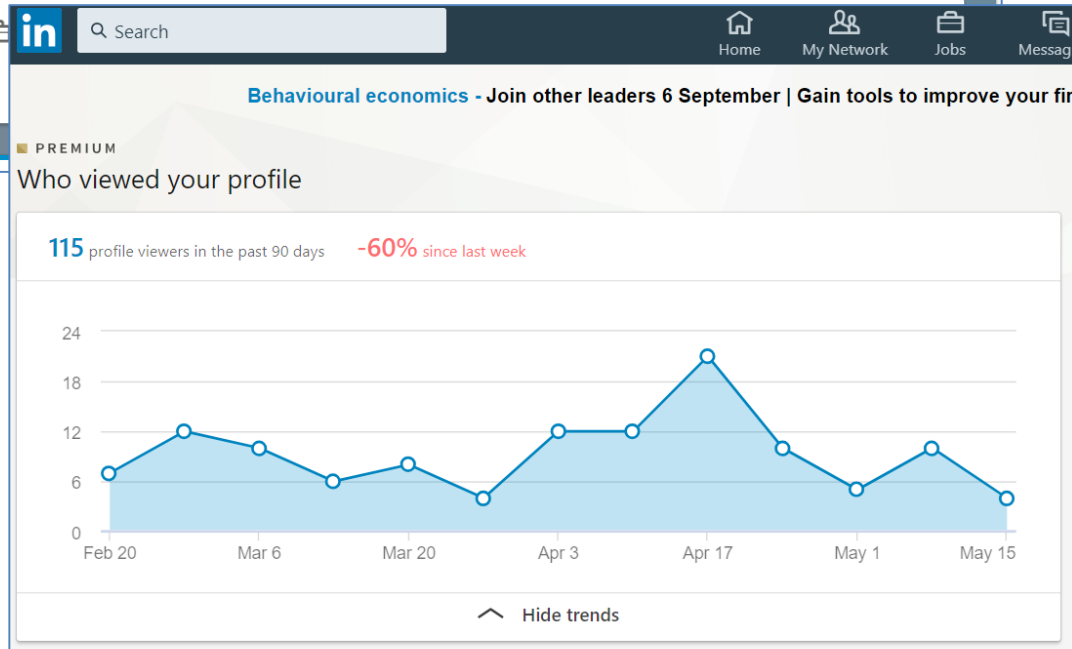 in Search
Home My Network Jobs Messag
Behavioural economics - Join other leaders 6 September | Gain tools to improve your fi
PREMIUM
Who viewed your profile
115 profile viewers in the past 90 days -60% since last week
24
18
12
6
0
Feb 20 Mar 6 Mar 20 Apr 3 Apr 17 May 1 May 15
Hide trends